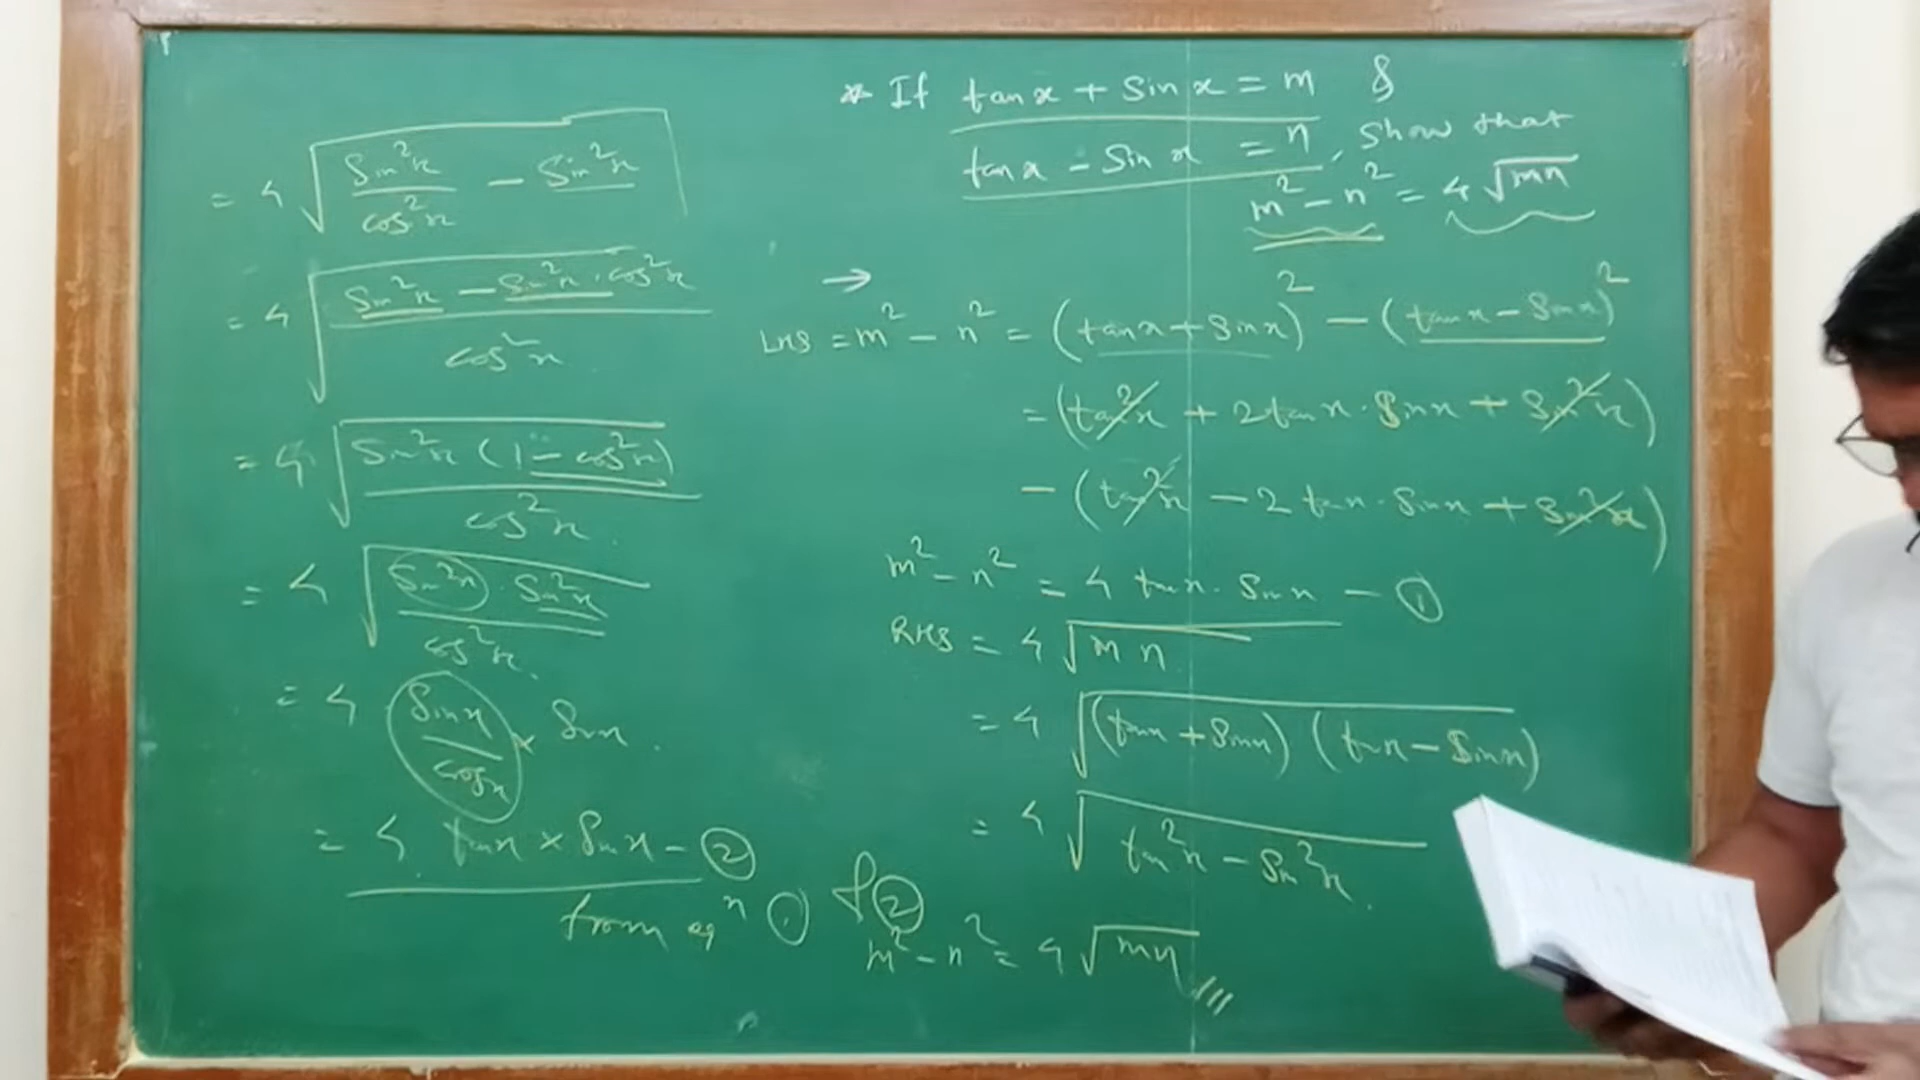 * If tan x + Sin x = m &
tan x - Sin x = n, Show that
m² - n² = 4 √mn
→
LHS = m² - n² = (tan x + Sin x)² - (tan x - Sin x)²
= (tan²x + 2 tan x · Sin x + Sin²x)
- (tan²x - 2 tan x · Sin x + Sin²x)
m² - n² = 4 tan x · Sin x - ①
RHS = 4 √m n
= 4 √(tan x + Sin x) (tan x - Sin x)
= 4 √tan²x - Sin²x
= 4 √Sin²x / cos²x - Sin²x
= 4 √Sin²x - Sin²x · cos²x / cos²x
= 4 √Sin²x (1 - cos²x) / cos²x
= 4 √Sin²x · Sin²x / cos²x
= 4 Sin x / cos x × Sin x
= 4 tan x × Sin x - ②
from eqⁿ ① & ②
m² - n² = 4 √mn